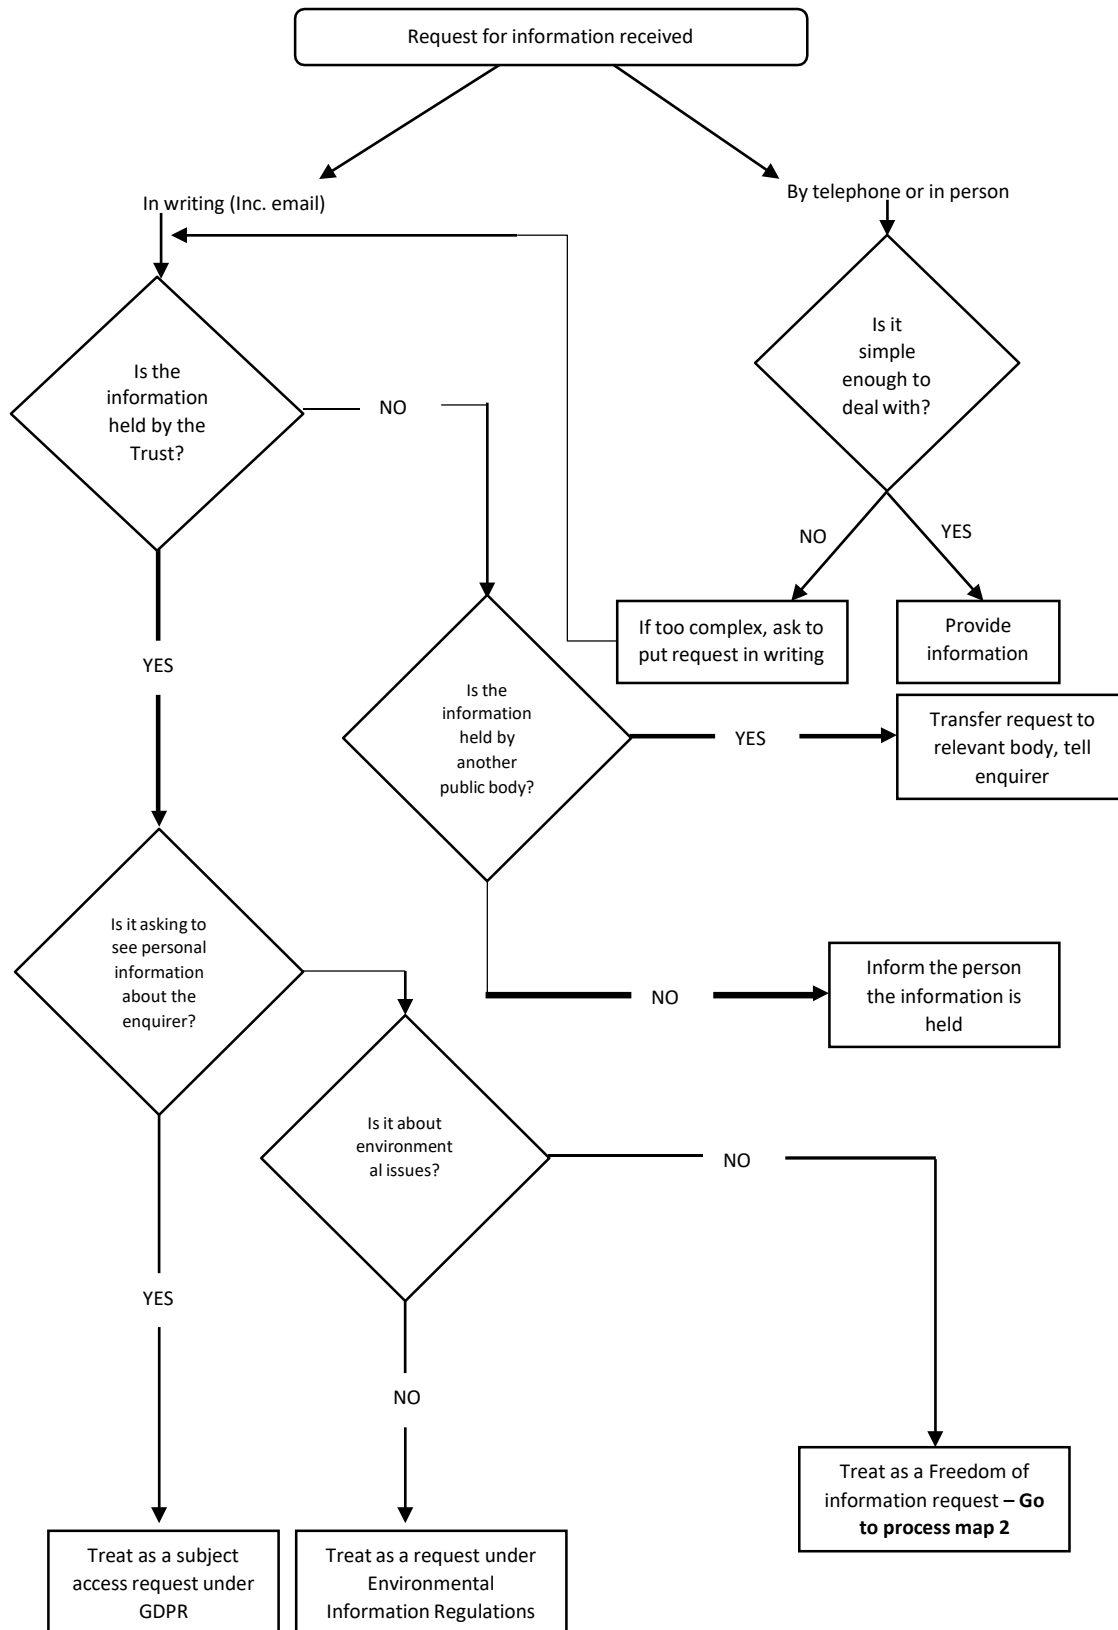 Request for information received
In writing (Inc. email)
By telephone or in person
Is it
simple
enough to
deal with?
Is the
information
held by the
Trust?
NO
NO
YES
If too complex, ask to
put request in writing
Provide
information
YES
Is the
information
held by
another
public body?
YES
Transfer request to
relevant body, tell
enquirer
Is it asking to
see personal
information
about the
enquirer?
NO
Inform the person
the information is
held
Is it about
environment
al issues?
NO
YES
NO
Treat as a Freedom of
information request – Go
to process map 2
Treat as a subject
access request under
GDPR
Treat as a request under
Environmental
Information Regulations